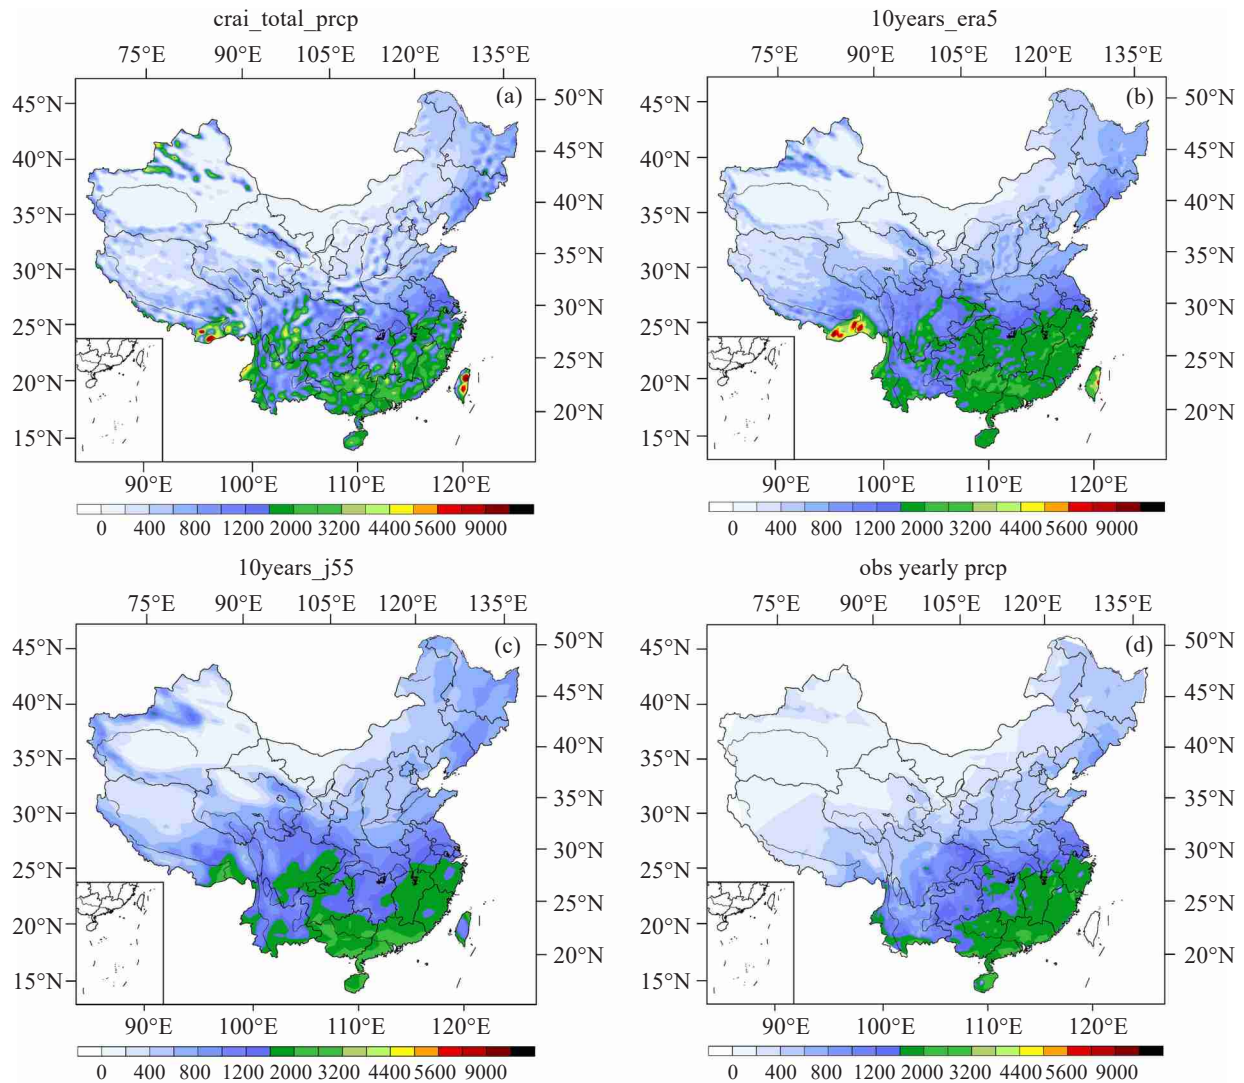 crai_total_prcp
10years_era5
75°E 90°E 105°E 120°E 135°E
75°E 90°E 105°E 120°E 135°E
(a)
(b)
45°N
40°N
35°N
30°N
25°N
20°N
15°N
50°N
45°N
40°N
35°N
30°N
25°N
20°N
45°N
40°N
35°N
30°N
25°N
20°N
15°N
50°N
45°N
40°N
35°N
30°N
25°N
20°N
90°E 100°E 110°E 120°E
90°E 100°E 110°E 120°E
0 400 800 1200 2000 3200 4400 5600 9000
0 400 800 1200 2000 3200 4400 5600 9000
10years_j55
obs yearly prcp
75°E 90°E 105°E 120°E 135°E
75°E 90°E 105°E 120°E 135°E
(c)
(d)
45°N
40°N
35°N
30°N
25°N
20°N
15°N
50°N
45°N
40°N
35°N
30°N
25°N
20°N
45°N
40°N
35°N
30°N
25°N
20°N
15°N
50°N
45°N
40°N
35°N
30°N
25°N
20°N
90°E 100°E 110°E 120°E
90°E 100°E 110°E 120°E
0 400 800 1200 2000 3200 4400 5600 9000
0 400 800 1200 2000 3200 4400 5600 9000